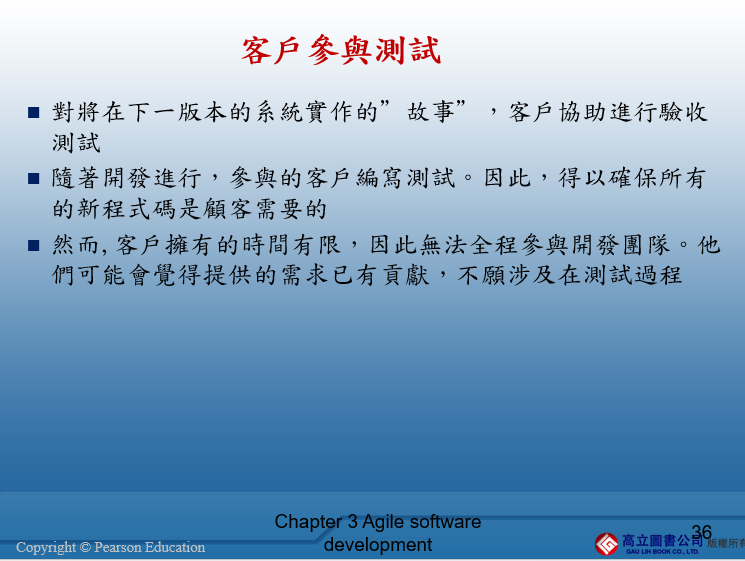 客戶參與測試
■ 對將在下一版本的系統實作的”故事”，客戶協助進行驗收
測試
■ 隨著開發進行，參與的客戶編寫測試。因此，得以確保所有
的新程式碼是顧客需要的
■ 然而, 客戶擁有的時間有限，因此無法全程參與開發團隊。他
們可能會覺得提供的需求已有貢獻，不願涉及在測試過程
Chapter 3 Agile software
development
36
Copyright © Pearson Education
高立圖書公司 版權所有
GAU LIH BOOK CO., LTD.